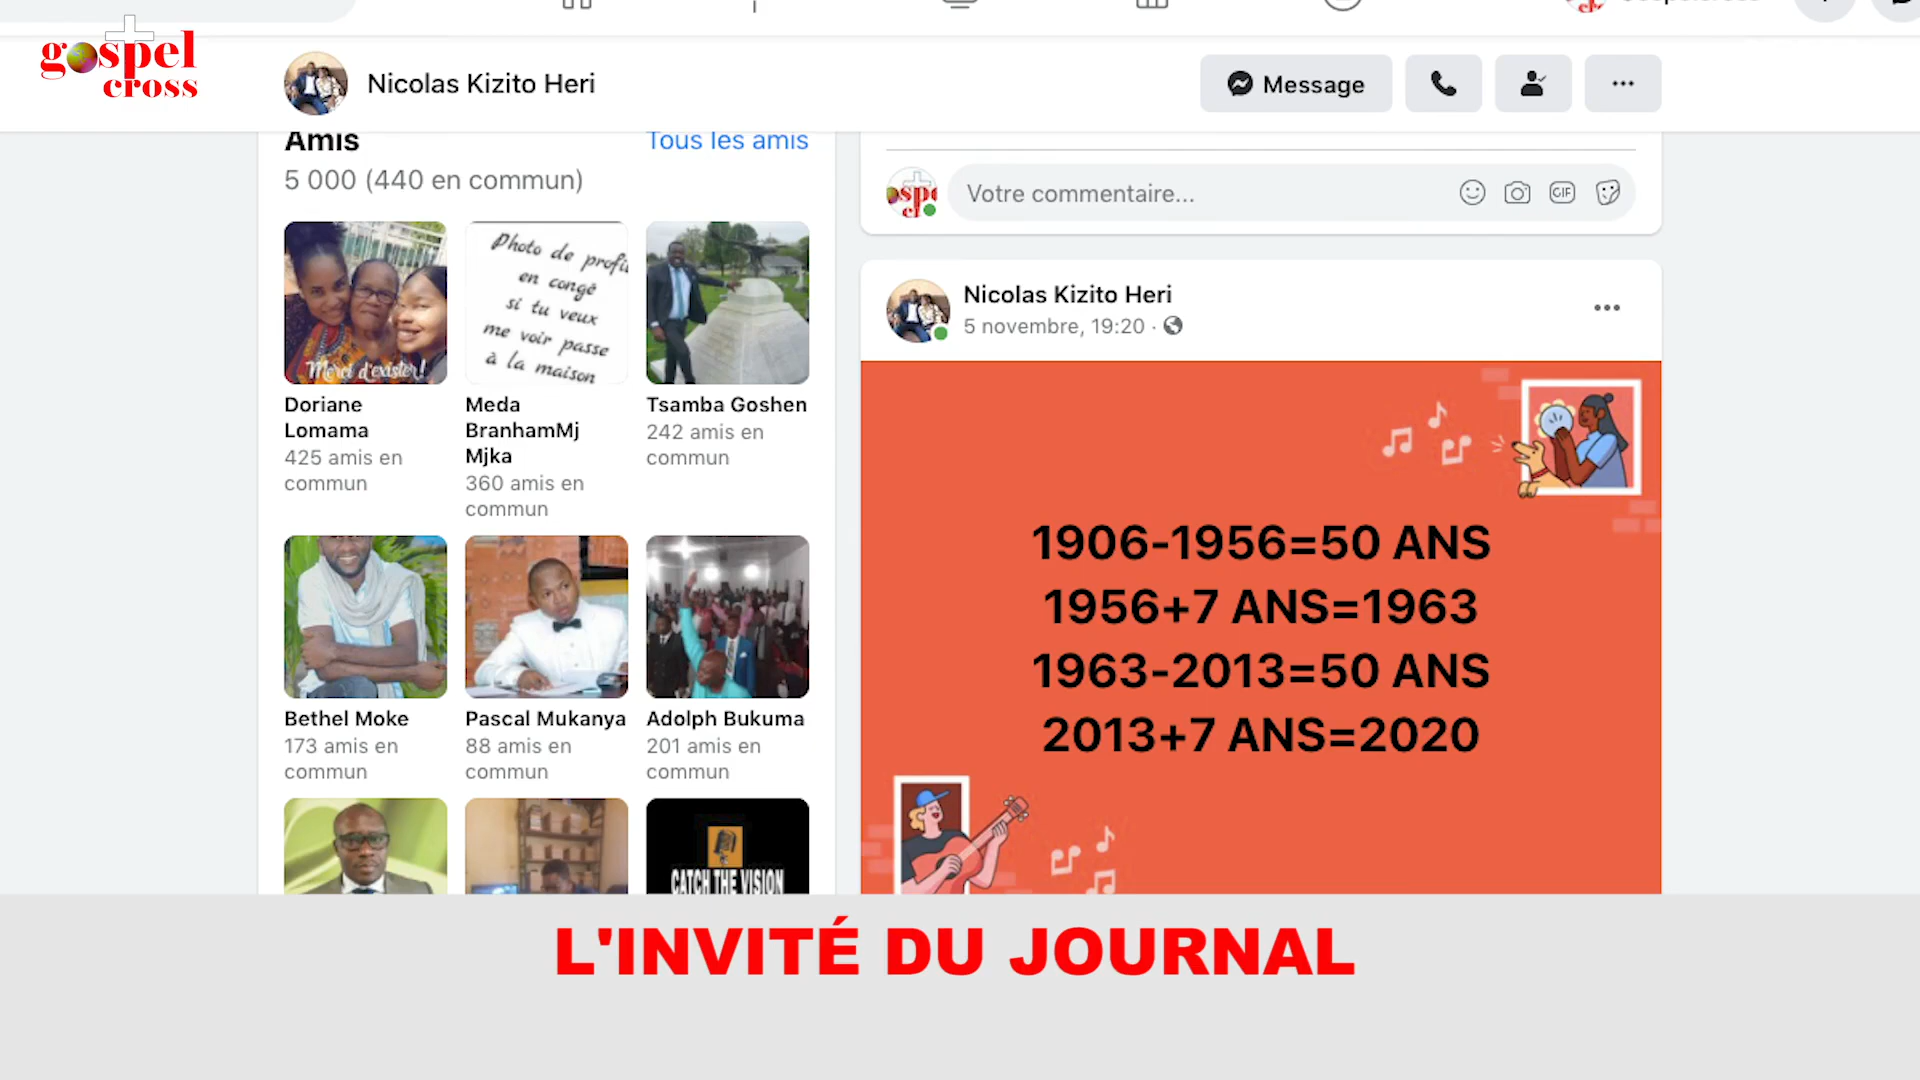 Gospelcross
gospel
cross
Nicolas Kizito Heri
Message
Amis
Tous les amis
5 000 (440 en commun)
Merci d'exister!
Photo de profil
en congé
si tu veux
me voir passe
à la maison
Doriane
Lomama
425 amis en
commun
Meda
BranhamMj
Mjka
360 amis en
commun
Tsamba Goshen
242 amis en
commun
Bethel Moke
173 amis en
commun
Pascal Mukanya
88 amis en
commun
Adolph Bukuma
201 amis en
commun
CATCH THE VISION
Votre commentaire...
GIF
Nicolas Kizito Heri
5 novembre, 19:20 ·
1906-1956=50 ANS
1956+7 ANS=1963
1963-2013=50 ANS
2013+7 ANS=2020
L'INVITÉ DU JOURNAL